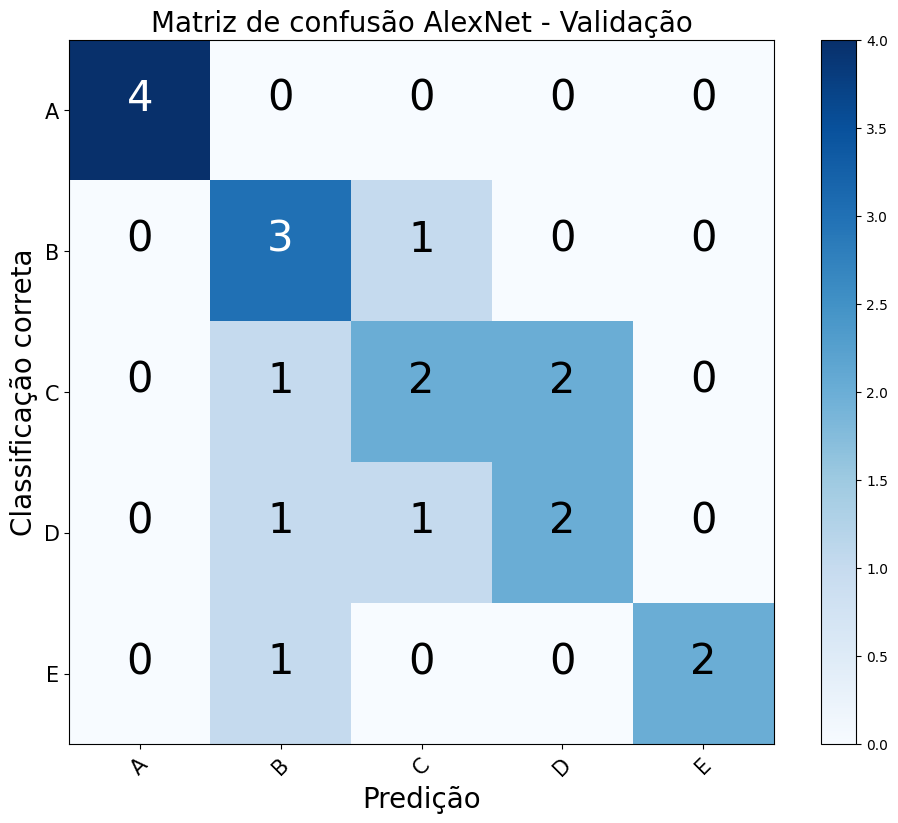 Matriz de confusão AlexNet - Validação
Classificação correta
A 4 0 0 0 0
B 0 3 1 0 0
C 0 1 2 2 0
D 0 1 1 2 0
E 0 1 0 0 2
A B C D E
Predição
4.0
3.5
3.0
2.5
2.0
1.5
1.0
0.5
0.0